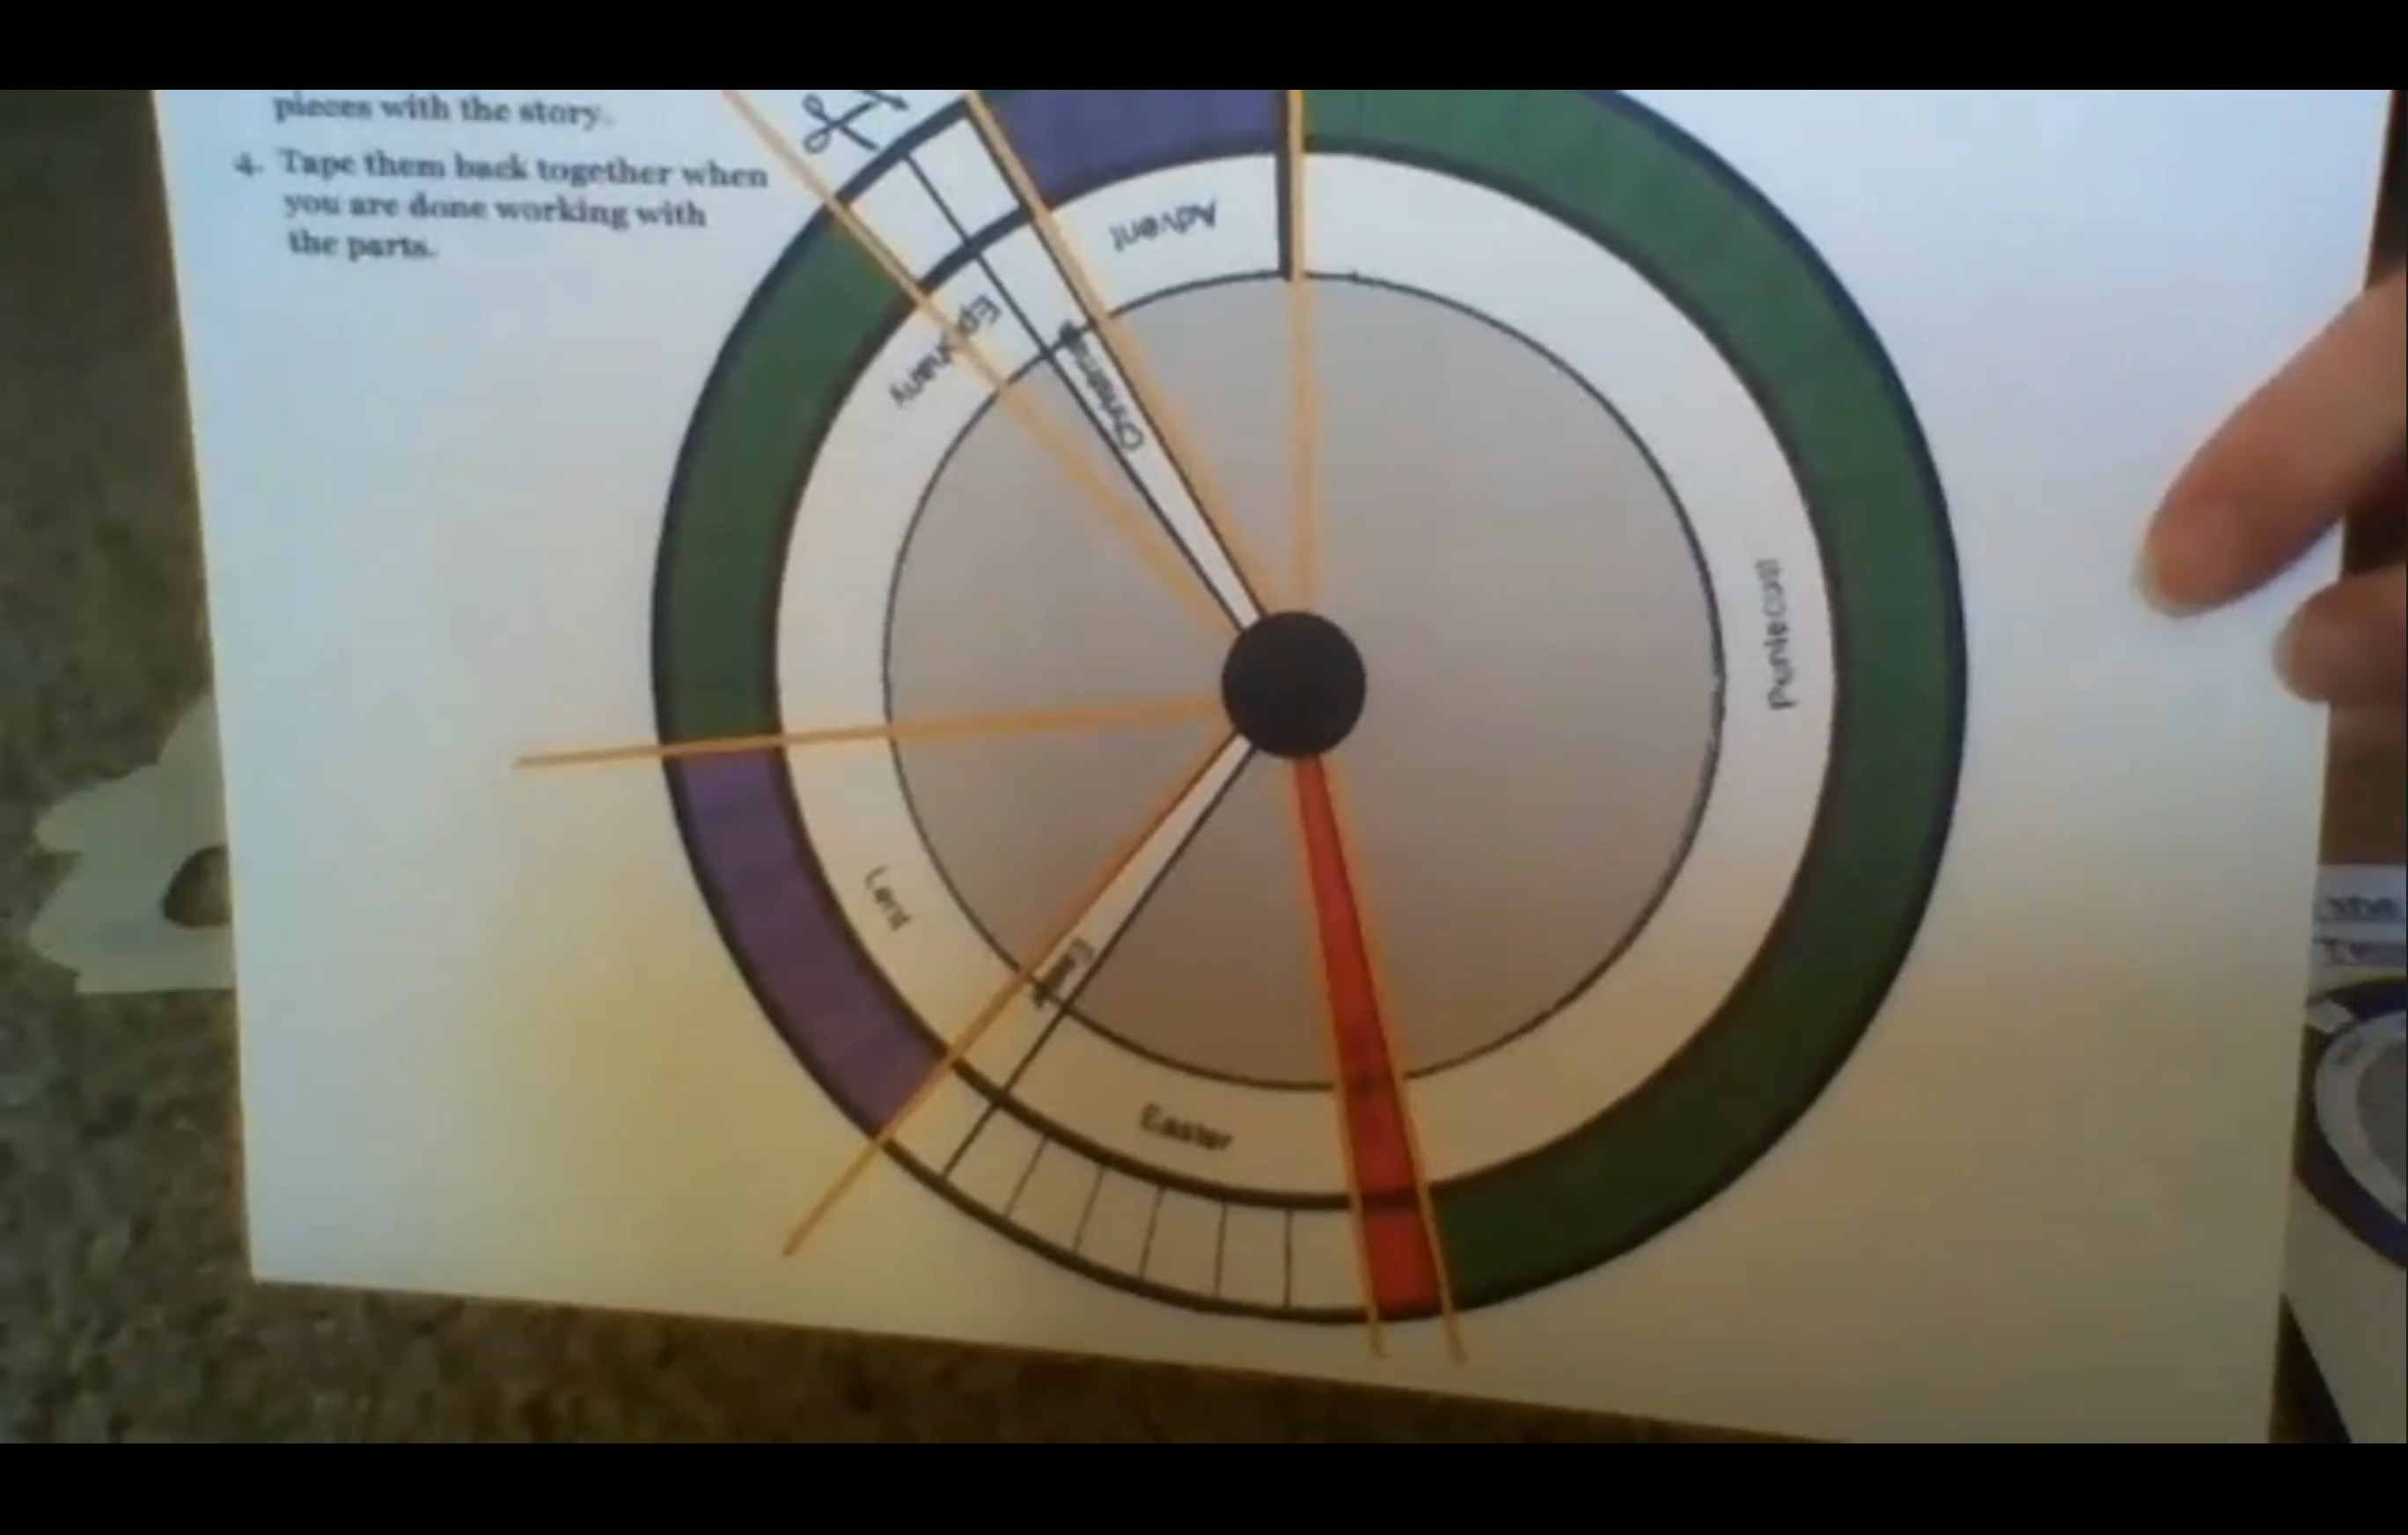 pieces with the story.
4. Tape them back together when
you are done working with
the parts.
Advent
Epiphany
Christmas
Pentecost
Lent
Easter
Easter